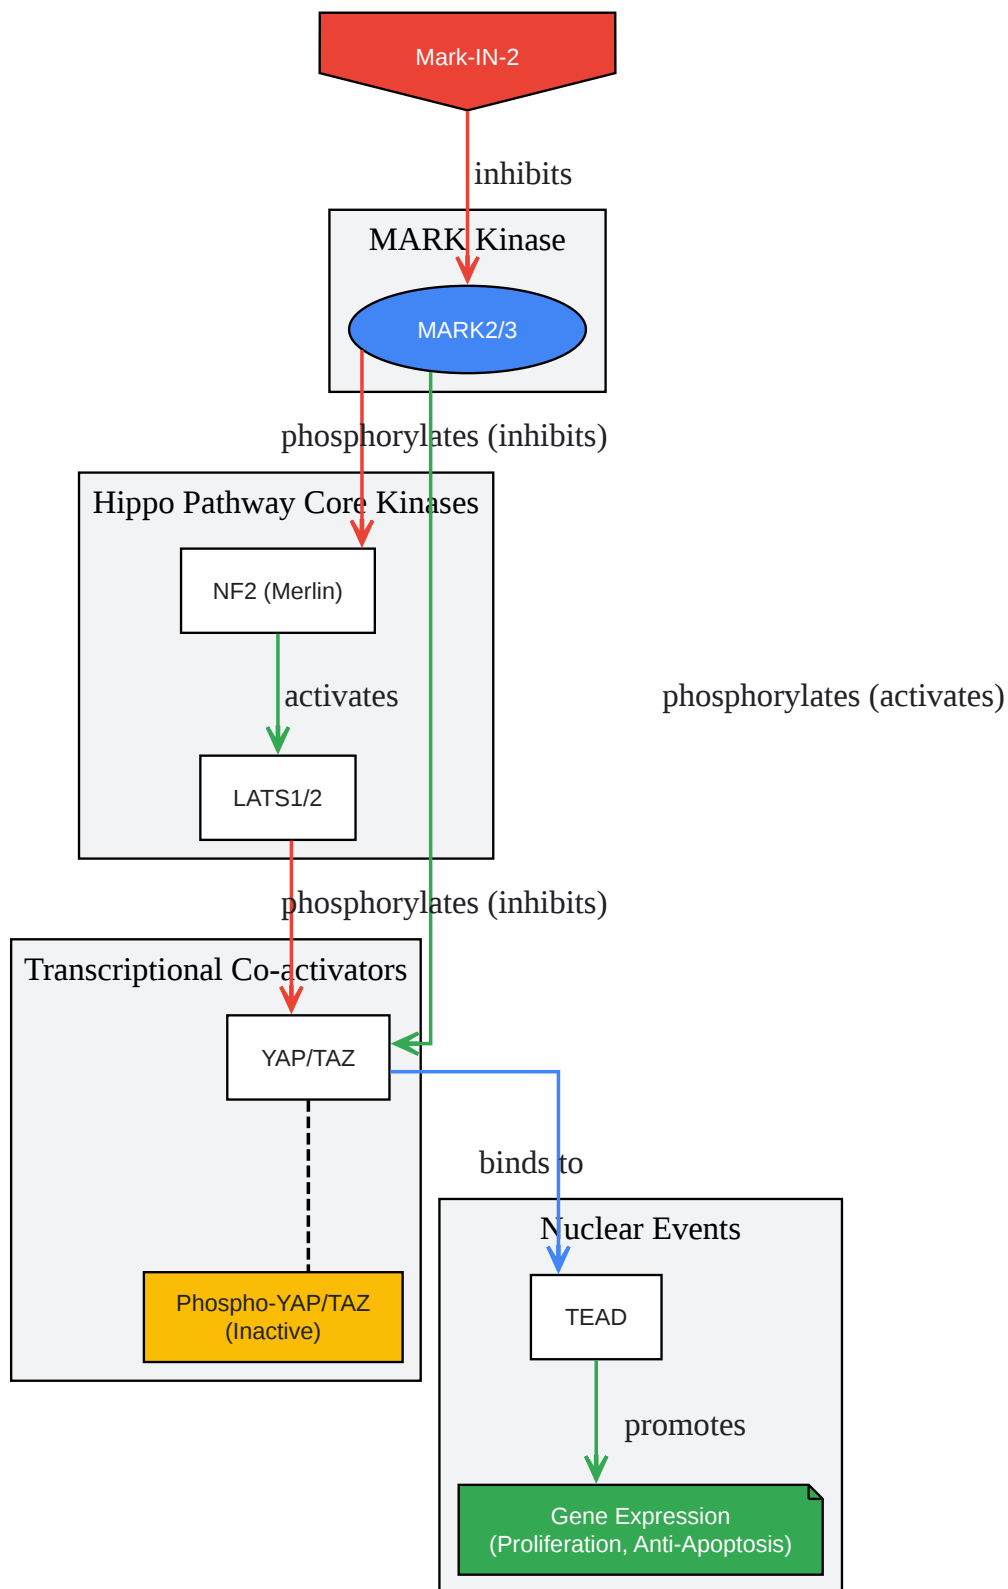 Mark-IN-2
inhibits
MARK Kinase
MARK2/3
phosphorylates (inhibits)
Hippo Pathway Core Kinases
NF2 (Merlin)
activates
phosphorylates (activates)
LATS1/2
phosphorylates (inhibits)
Transcriptional Co-activators
YAP/TAZ
binds to
Nuclear Events
Phospho-YAP/TAZ
(Inactive)
TEAD
promotes
Gene Expression
(Proliferation, Anti-Apoptosis)